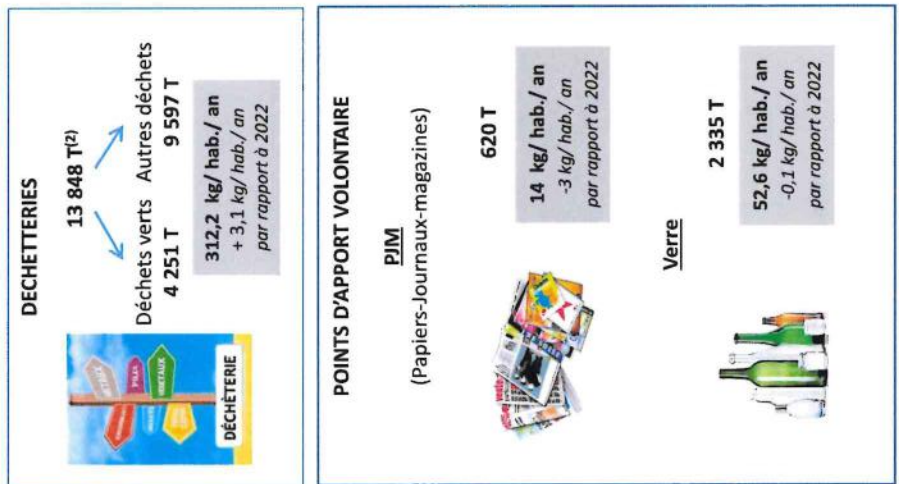 DECHETTERIES
13 848 T(2)
Déchets verts Autres déchets
4 251 T 9 597 T
312,2 kg/ hab./ an
+ 3,1 kg/ hab./ an
par rapport à 2022
DÉCHÈTERIE
POINTS D'APPORT VOLONTAIRE
PJM
(Papiers-Journaux-magazines)
620 T
14 kg/ hab./ an
-3 kg/ hab./ an
par rapport à 2022
Verre
2 335 T
52,6 kg/ hab./ an
-0,1 kg/ hab./ an
par rapport à 2022